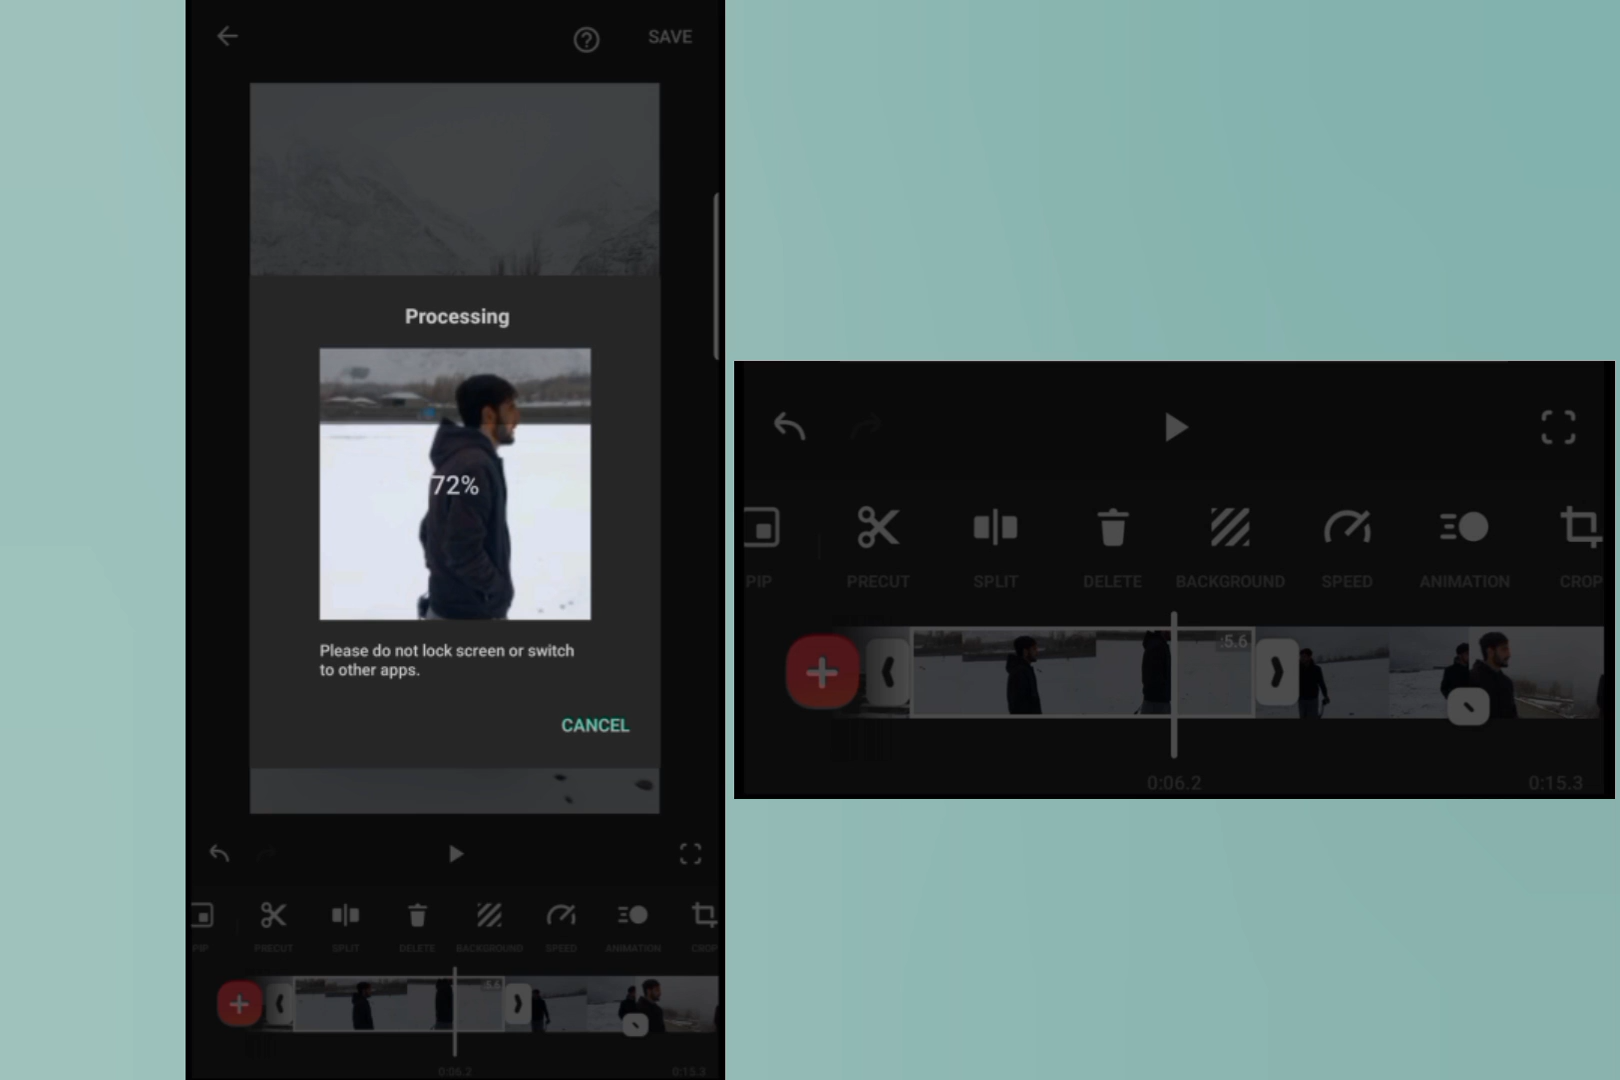 SAVE
Processing
72%
Please do not lock screen or switch
to other apps.
CANCEL
PIP PRECUT SPLIT DELETE BACKGROUND SPEED ANIMATION CROP
5.6
0:06.2 0:15.3
PIP PRECUT SPLIT DELETE BACKGROUND SPEED ANIMATION CROP
:5.6
0:06.2 0:15.3